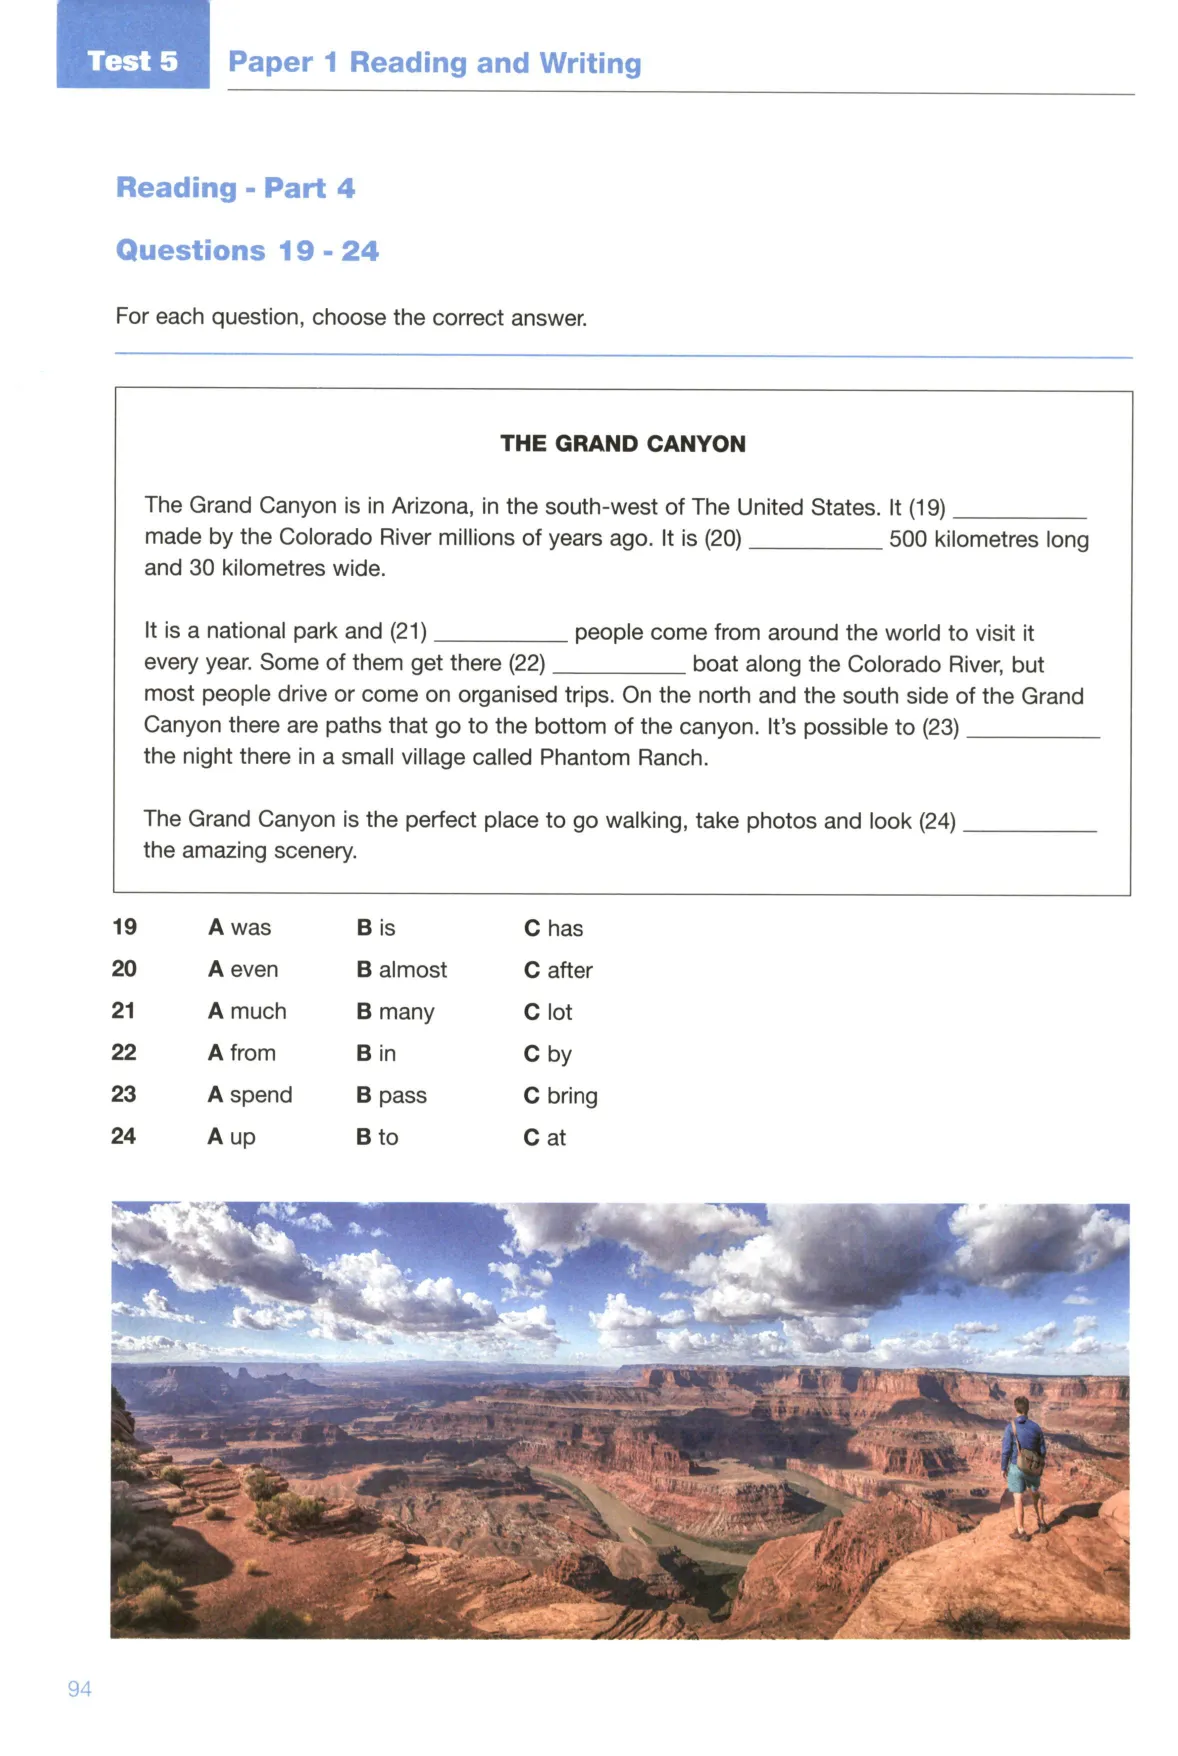 Test 5 Paper 1 Reading and Writing
Reading - Part 4
Questions 19 - 24
For each question, choose the correct answer.
THE GRAND CANYON
The Grand Canyon is in Arizona, in the south-west of The United States. It (19) ____________
made by the Colorado River millions of years ago. It is (20) ____________ 500 kilometres long
and 30 kilometres wide.
It is a national park and (21) ____________ people come from around the world to visit it
every year. Some of them get there (22) ____________ boat along the Colorado River, but
most people drive or come on organised trips. On the north and the south side of the Grand
Canyon there are paths that go to the bottom of the canyon. It's possible to (23) ____________
the night there in a small village called Phantom Ranch.
The Grand Canyon is the perfect place to go walking, take photos and look (24) ____________
the amazing scenery.
19 A was B is C has
20 A even B almost C after
21 A much B many C lot
22 A from B in C by
23 A spend B pass C bring
24 A up B to C at
94